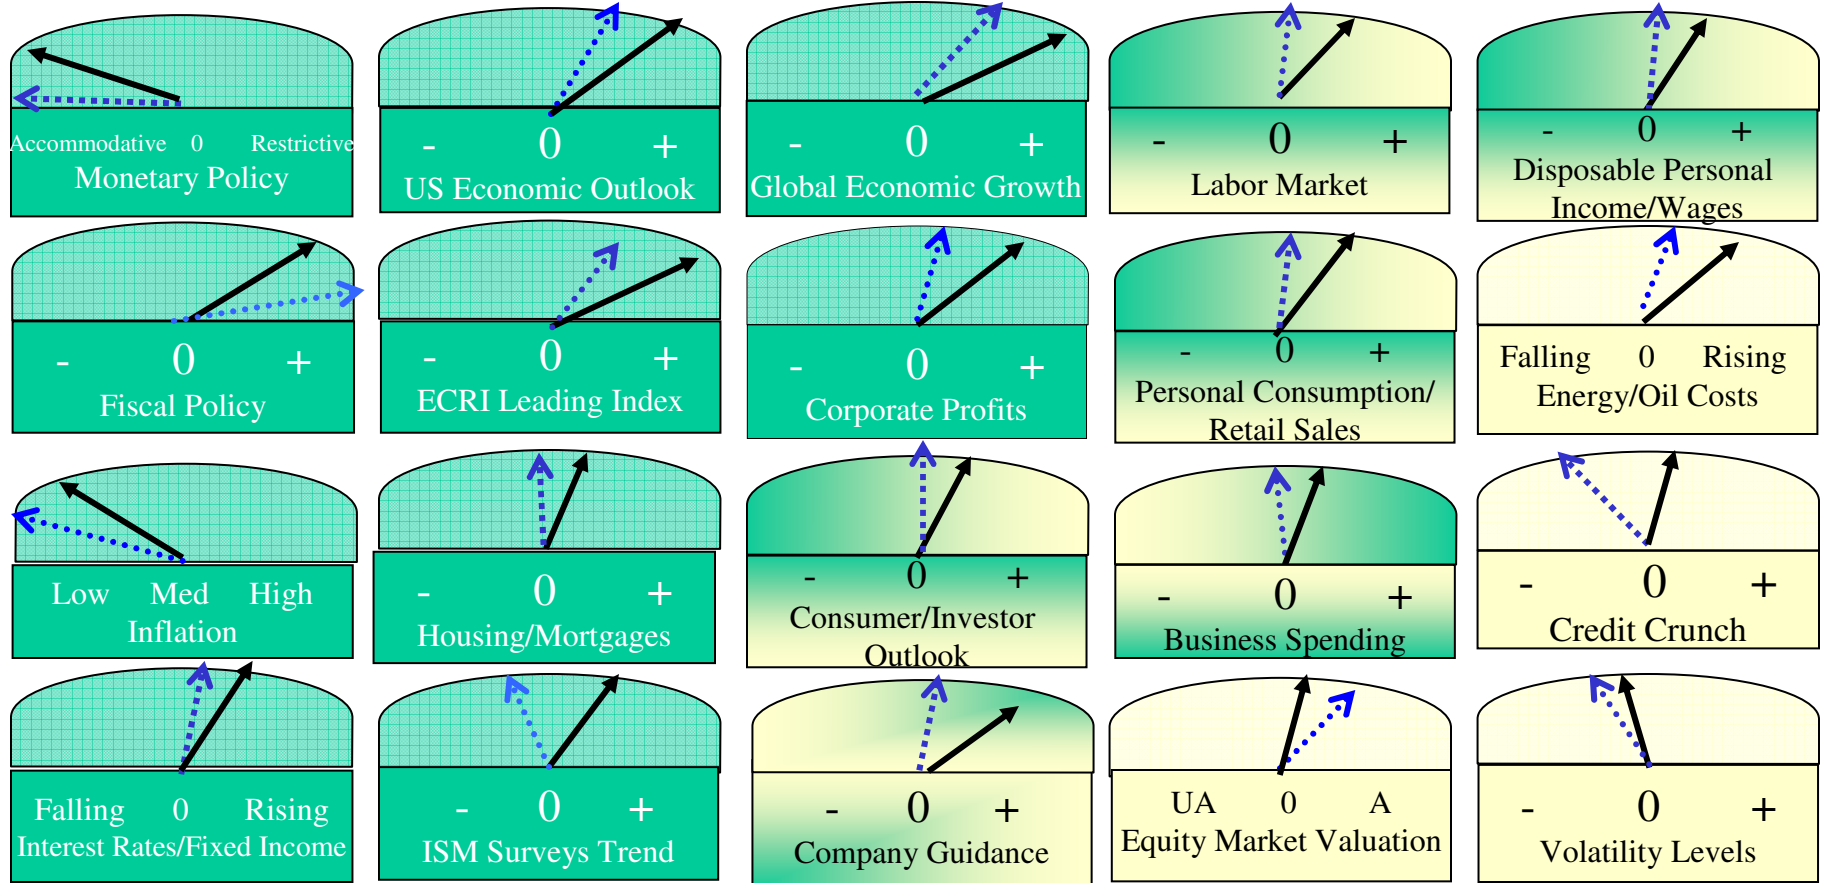 Accommodative 0 Restrictive
Monetary Policy
- 0 +
US Economic Outlook
- 0 +
Global Economic Growth
- 0 +
Labor Market
- 0 +
Disposable Personal
Income/Wages
- 0 +
Fiscal Policy
- 0 +
ECRI Leading Index
- 0 +
Corporate Profits
- 0 +
Personal Consumption/
Retail Sales
Falling 0 Rising
Energy/Oil Costs
Low Med High
Inflation
- 0 +
Housing/Mortgages
- 0 +
Consumer/Investor
Outlook
- 0 +
Business Spending
- 0 +
Credit Crunch
Falling 0 Rising
Interest Rates/Fixed Income
- 0 +
ISM Surveys Trend
- 0 +
Company Guidance
UA 0 A
Equity Market Valuation
- 0 +
Volatility Levels